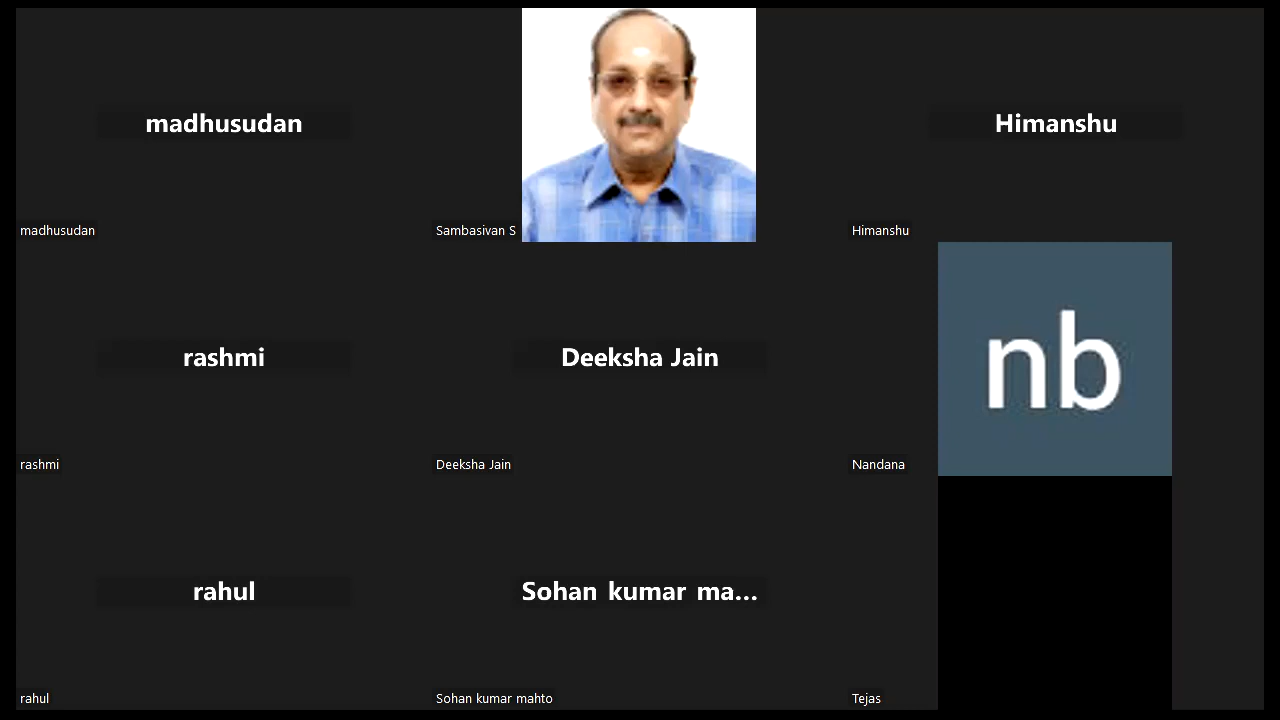 madhusudan
Himanshu
madhusudan
Sambasivan S
Himanshu
rashmi
Deeksha Jain
nb
rashmi
Deeksha Jain
Nandana
rahul
Sohan kumar ma...
rahul
Sohan kumar mahto
Tejas